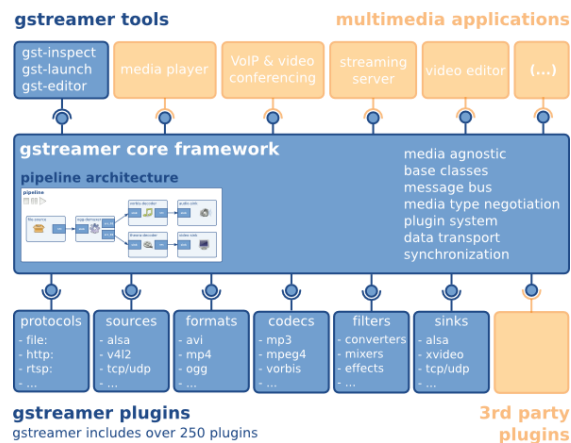 gstreamer tools
multimedia applications
gst-inspect
gst-launch
gst-editor
media player
VoIP & video
conferencing
streaming
server
video editor
(...)
gstreamer core framework
media agnostic
base classes
message bus
media type negotiation
plugin system
data transport
synchronization
pipeline architecture
pipeline
protocols
- file:
- http:
- rtsp:
- ...
sources
- alsa
- v4l2
- tcp/udp
- ...
formats
- avi
- mp4
- ogg
- ...
codecs
- mp3
- mpeg4
- vorbis
- ...
filters
- converters
- mixers
- effects
- ...
sinks
- alsa
- xvideo
- tcp/udp
- ...
gstreamer plugins
gstreamer includes over 250 plugins
3rd party
plugins